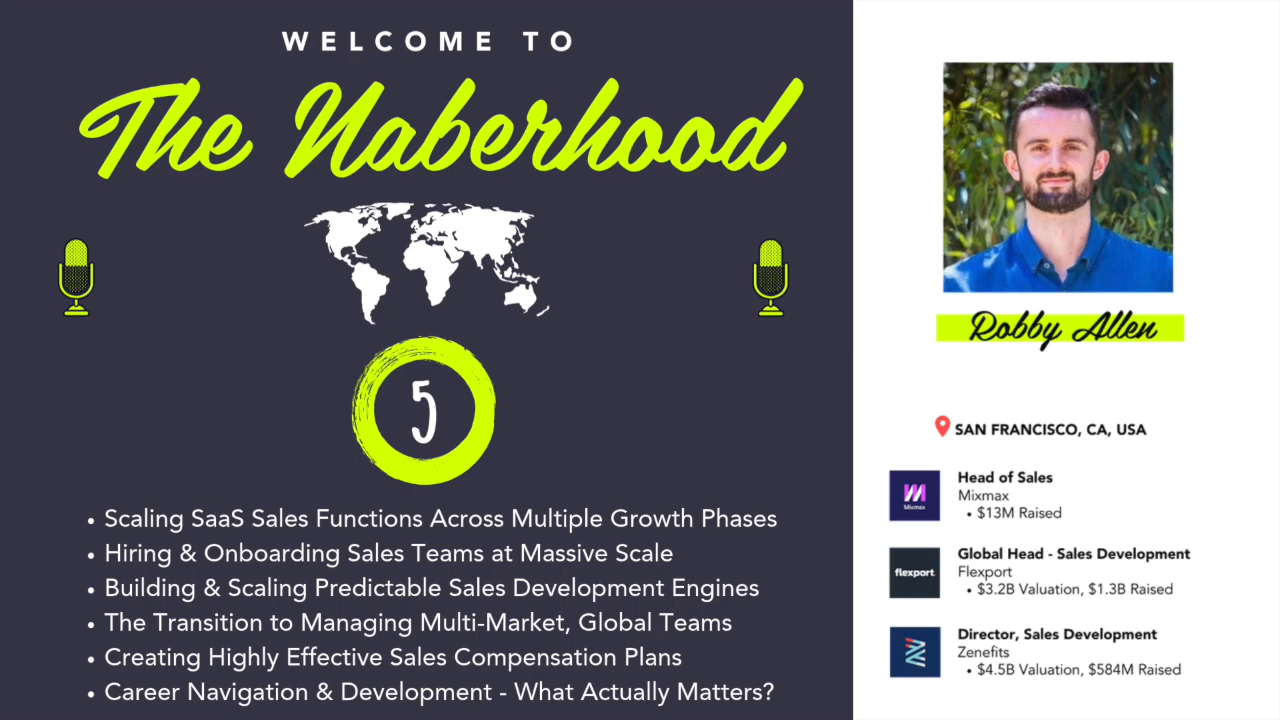 WELCOME TO
The Naberhood
5
• Scaling SaaS Sales Functions Across Multiple Growth Phases
• Hiring & Onboarding Sales Teams at Massive Scale
• Building & Scaling Predictable Sales Development Engines
• The Transition to Managing Multi-Market, Global Teams
• Creating Highly Effective Sales Compensation Plans
• Career Navigation & Development - What Actually Matters?
Robby Allen
SAN FRANCISCO, CA, USA
Mixmax
Head of Sales
Mixmax
• $13M Raised
flexport
Global Head - Sales Development
Flexport
• $3.2B Valuation, $1.3B Raised
Director, Sales Development
Zenefits
• $4.5B Valuation, $584M Raised